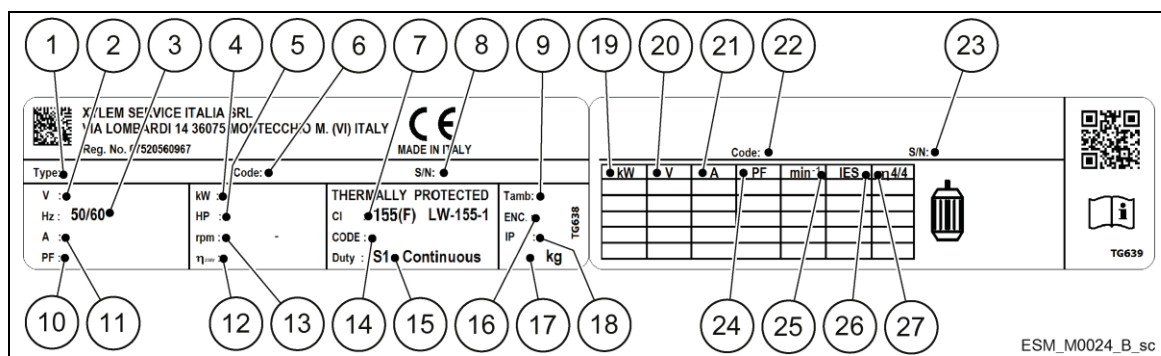 1 2 3 4 5 6 7 8 9 19 20 21 22 23
XYLEM SERVICE ITALIA SRL
VIA LOMBARDI 14 36075 MONTECCHIO M. (VI) ITALY
Reg. No. 07520560967
CE
MADE IN ITALY
Type: Code: S/N:
V :
Hz : 50/60
A :
PF :
kW :
HP :
rpm : -
η
THERMALLY PROTECTED
Cl 155(F) LW-155-1
CODE :
Duty : S1 Continuous
Tamb:
ENC.
IP :
kg
TG638
Code: S/N:
kW V A PF min-1 IES η4/4
i
TG639
10 11 12 13 14 15 16 17 18 24 25 26 27
ESM_M0024_B_sc